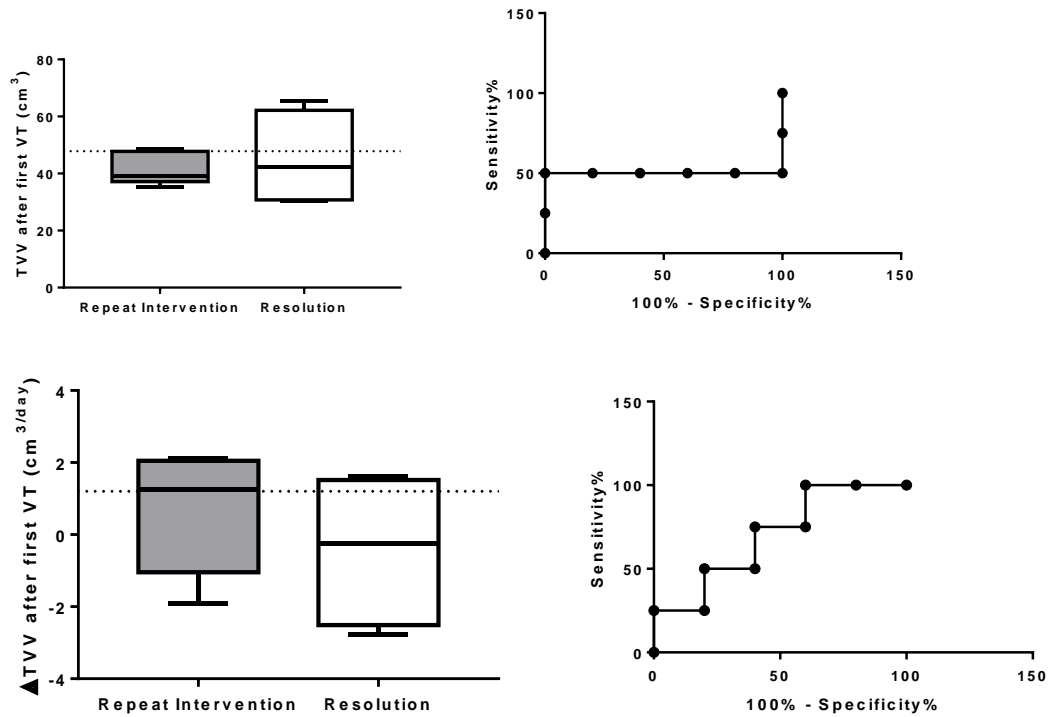 TVV after first VT (cm3)
80
60
40
20
0
Repeat Intervention Resolution
Sensitivity%
150
100
50
0
0 50 100 150
100% - Specificity%
▲TVV after first VT (cm3/day)
4
2
0
-2
-4
Repeat Intervention Resolution
Sensitivity%
150
100
50
0
0 50 100 150
100% - Specificity%